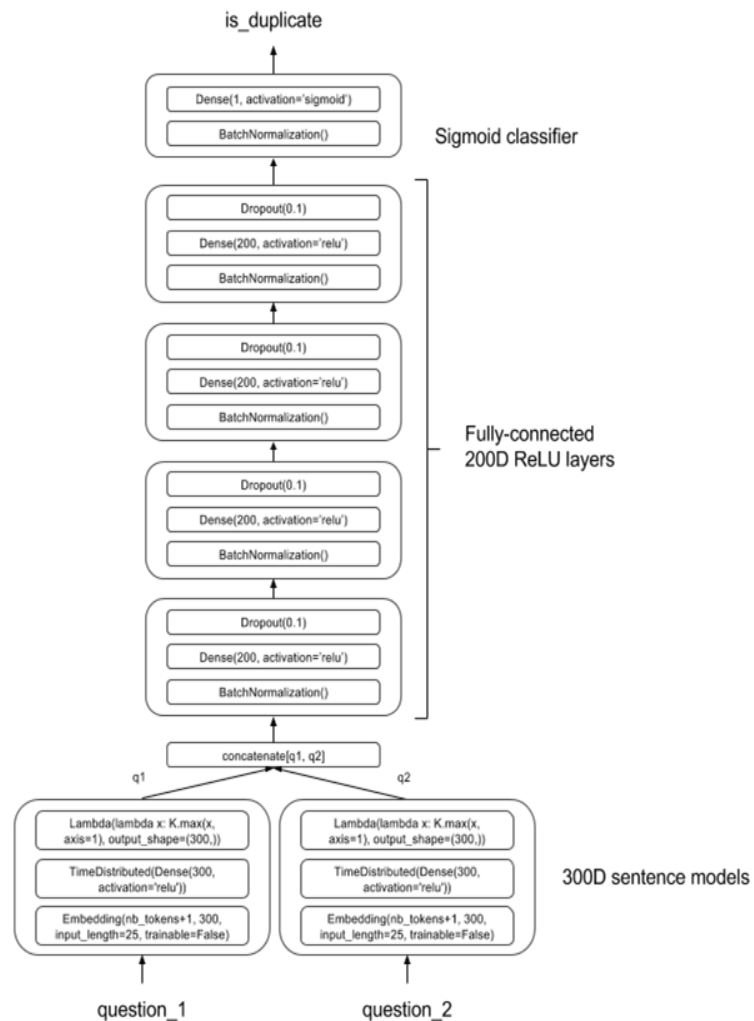 is_duplicate
Dense(1, activation='sigmoid')
BatchNormalization()
Sigmoid classifier
Dropout(0.1)
Dense(200, activation='relu')
BatchNormalization()
Dropout(0.1)
Dense(200, activation='relu')
BatchNormalization()
Fully-connected
200D ReLU layers
Dropout(0.1)
Dense(200, activation='relu')
BatchNormalization()
Dropout(0.1)
Dense(200, activation='relu')
BatchNormalization()
concatenate[q1, q2]
q1
q2
Lambda(lambda x: K.max(x,
axis=1), output_shape=(300,))
TimeDistributed(Dense(300,
activation='relu'))
Embedding(nb_tokens+1, 300,
input_length=25, trainable=False)
Lambda(lambda x: K.max(x,
axis=1), output_shape=(300,))
TimeDistributed(Dense(300,
activation='relu'))
Embedding(nb_tokens+1, 300,
input_length=25, trainable=False)
300D sentence models
question_1
question_2